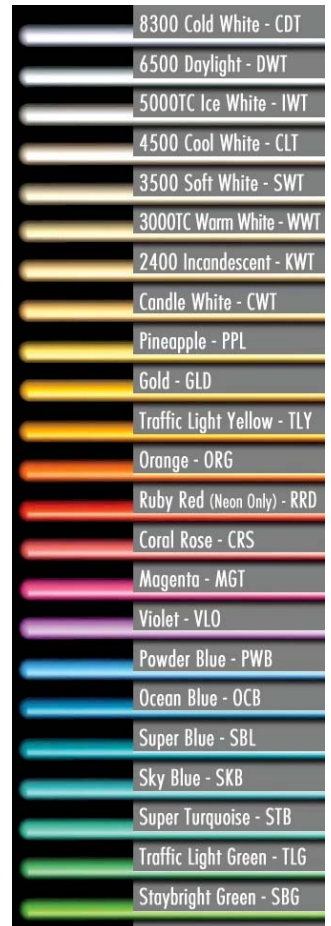 8300 Cold White - CDT
6500 Daylight - DWT
5000TC Ice White - IWT
4500 Cool White - CLT
3500 Soft White - SWT
3000TC Warm White - WWT
2400 Incandescent - KWT
Candle White - CWT
Pineapple - PPL
Gold - GLD
Traffic Light Yellow - TLY
Orange - ORG
Ruby Red (Neon Only) - RRD
Coral Rose - CRS
Magenta - MGT
Violet - VLO
Powder Blue - PWB
Ocean Blue - OCB
Super Blue - SBL
Sky Blue - SKB
Super Turquoise - STB
Traffic Light Green - TLG
Staybright Green - SBG